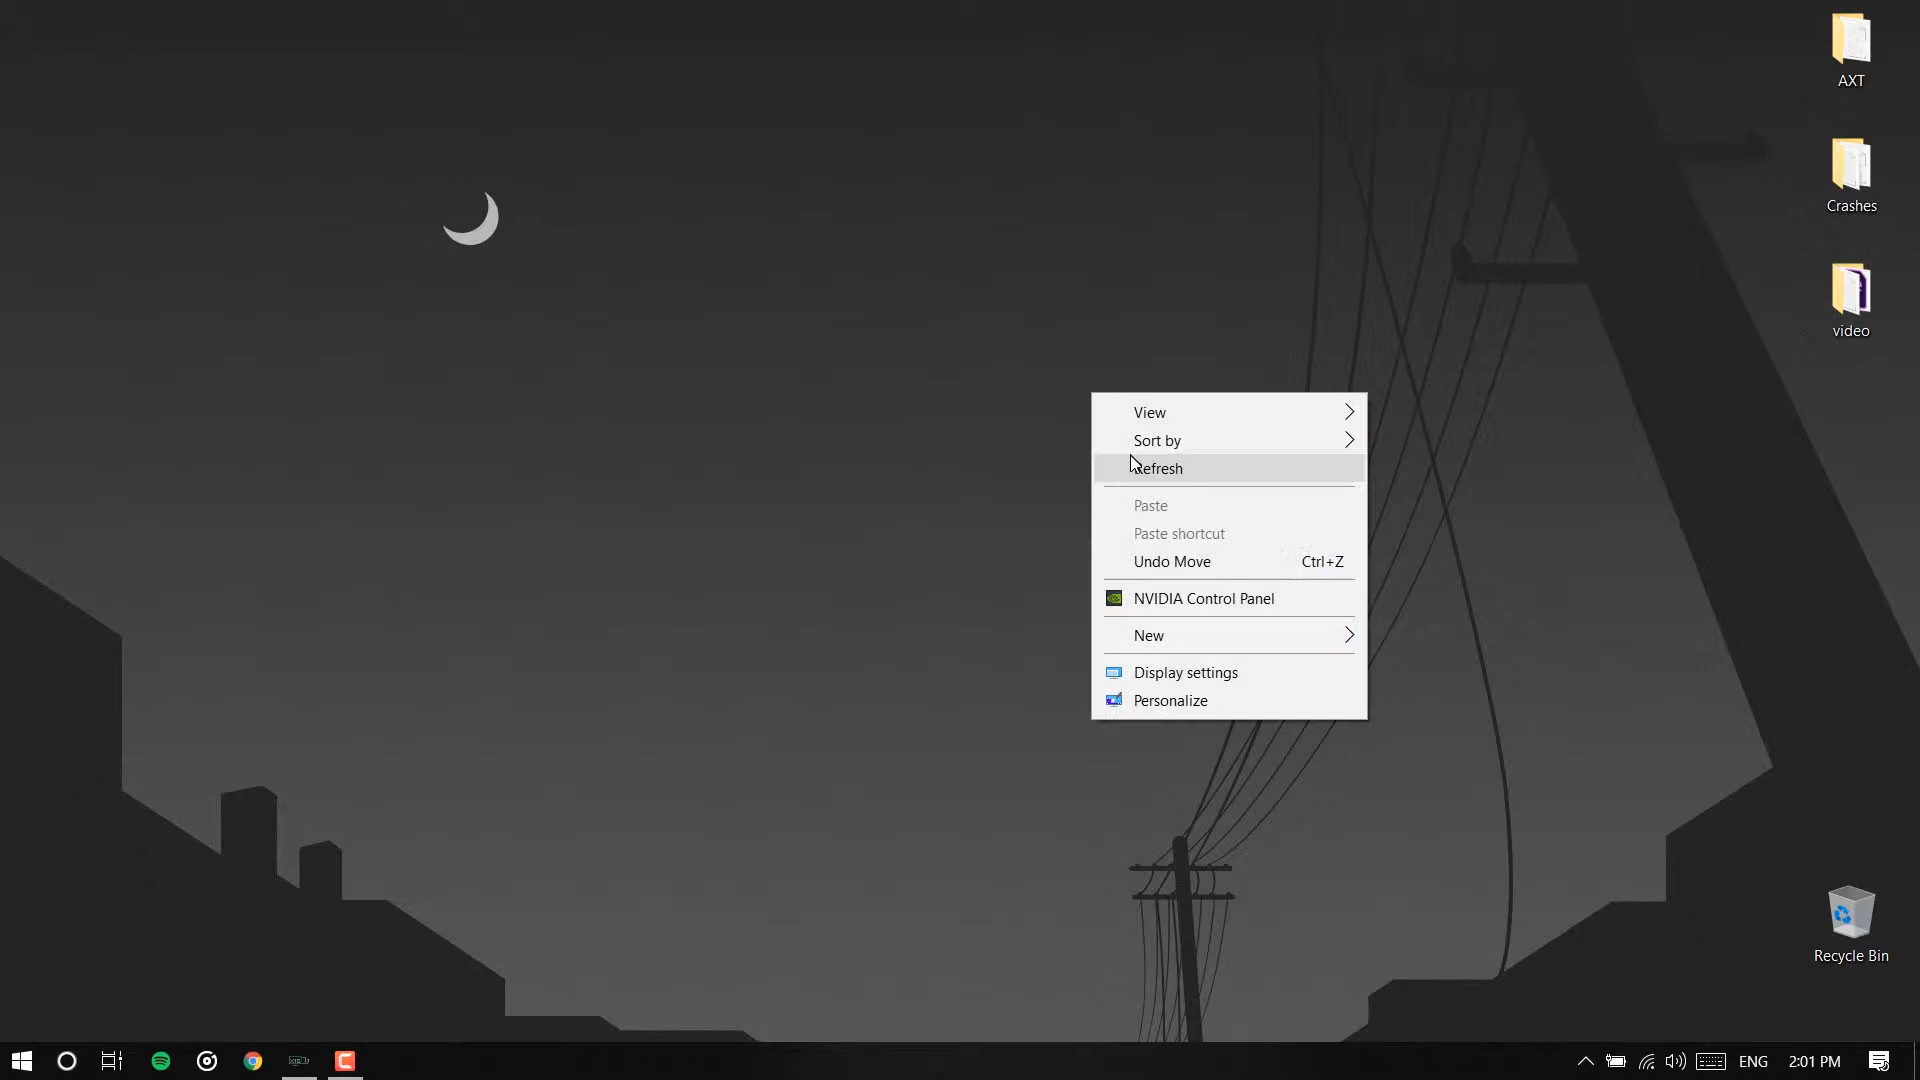 AXT
Crashes
video
View
Sort by
Refresh
Paste
Paste shortcut
Undo Move Ctrl+Z
NVIDIA Control Panel
New
Display settings
Personalize
Recycle Bin
ENG 2:01 PM